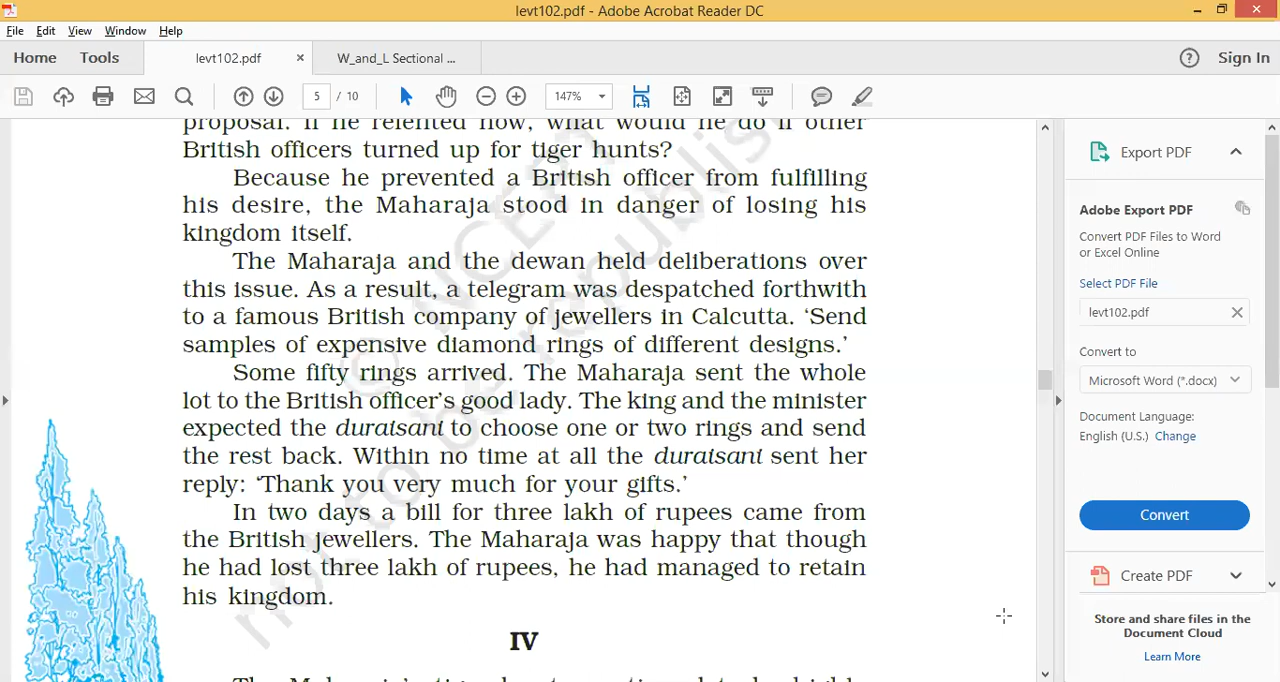 levt102.pdf - Adobe Acrobat Reader DC
File Edit View Window Help
Home Tools levt102.pdf × W_and_L Sectional ... ? Sign In
5 / 10 147%
proposal. If he relented now, what would he do if other
British officers turned up for tiger hunts?
Because he prevented a British officer from fulfilling
his desire, the Maharaja stood in danger of losing his
kingdom itself.
The Maharaja and the dewan held deliberations over
this issue. As a result, a telegram was despatched forthwith
to a famous British company of jewellers in Calcutta. ‘Send
samples of expensive diamond rings of different designs.’
Some fifty rings arrived. The Maharaja sent the whole
lot to the British officer’s good lady. The king and the minister
expected the duraisani to choose one or two rings and send
the rest back. Within no time at all the duraisani sent her
reply: ‘Thank you very much for your gifts.’
In two days a bill for three lakh of rupees came from
the British jewellers. The Maharaja was happy that though
he had lost three lakh of rupees, he had managed to retain
his kingdom.
IV
© NCERT
not to be republis
Export PDF
Adobe Export PDF
Convert PDF Files to Word
or Excel Online
Select PDF File
levt102.pdf
Convert to
Microsoft Word (*.docx)
Document Language:
English (U.S.) Change
Convert
Create PDF
Store and share files in the
Document Cloud
Learn More